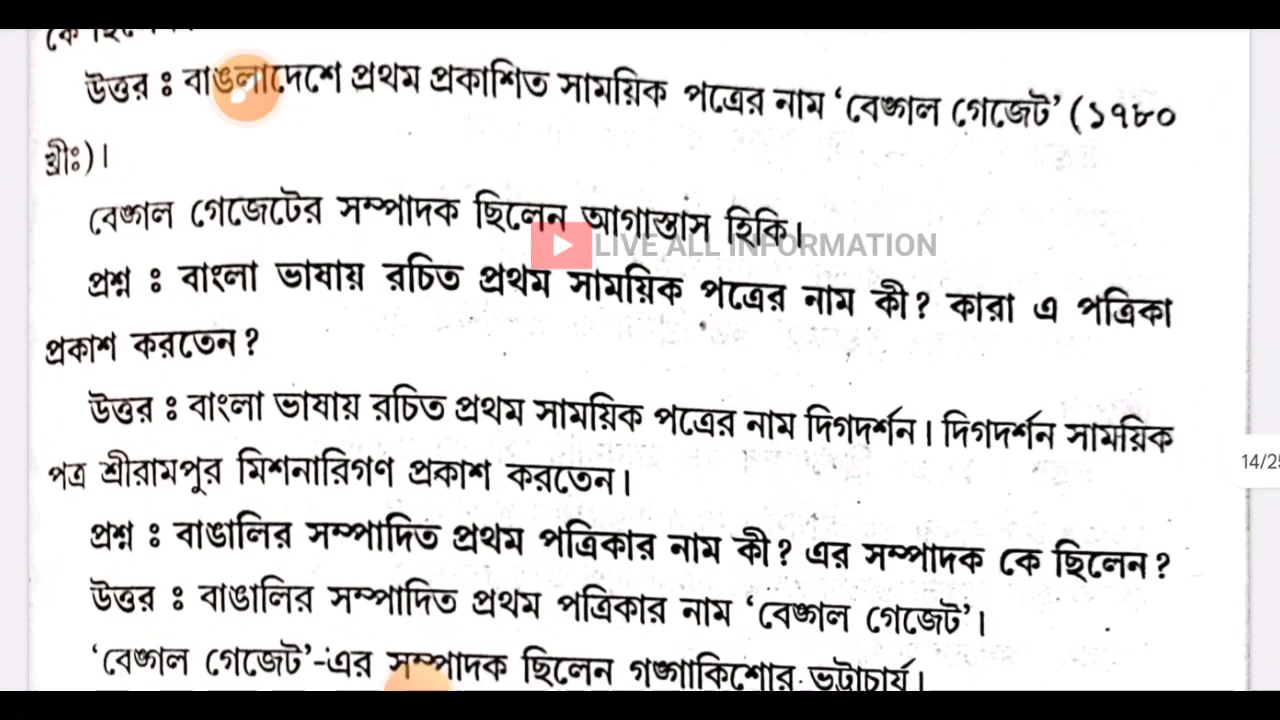 উত্তর ঃ বাঙলাদেশে প্রথম প্রকাশিত সাময়িক পত্রের নাম ‘বেঙ্গল গেজেট’ (১৭৮০
খ্রীঃ)।
বেঙ্গল গেজেটের সম্পাদক ছিলেন আগাস্তাস হিকি।
LIVE ALL INFORMATION
প্রশ্ন ঃ বাংলা ভাষায় রচিত প্রথম সাময়িক পত্রের নাম কী? কারা এ পত্রিকা
প্রকাশ করতেন?
উত্তর ঃ বাংলা ভাষায় রচিত প্রথম সাময়িক পত্রের নাম দিগদর্শন। দিগদর্শন সাময়িক
পত্র শ্রীরামপুর মিশনারিগণ প্রকাশ করতেন।
14/25
প্রশ্ন ঃ বাঙালির সম্পাদিত প্রথম পত্রিকার নাম কী? এর সম্পাদক কে ছিলেন?
উত্তর ঃ বাঙালির সম্পাদিত প্রথম পত্রিকার নাম ‘বেঙ্গল গেজেট’।
‘বেঙ্গল গেজেট’-এর সম্পাদক ছিলেন গঙ্গাকিশোর ভট্টাচার্য।